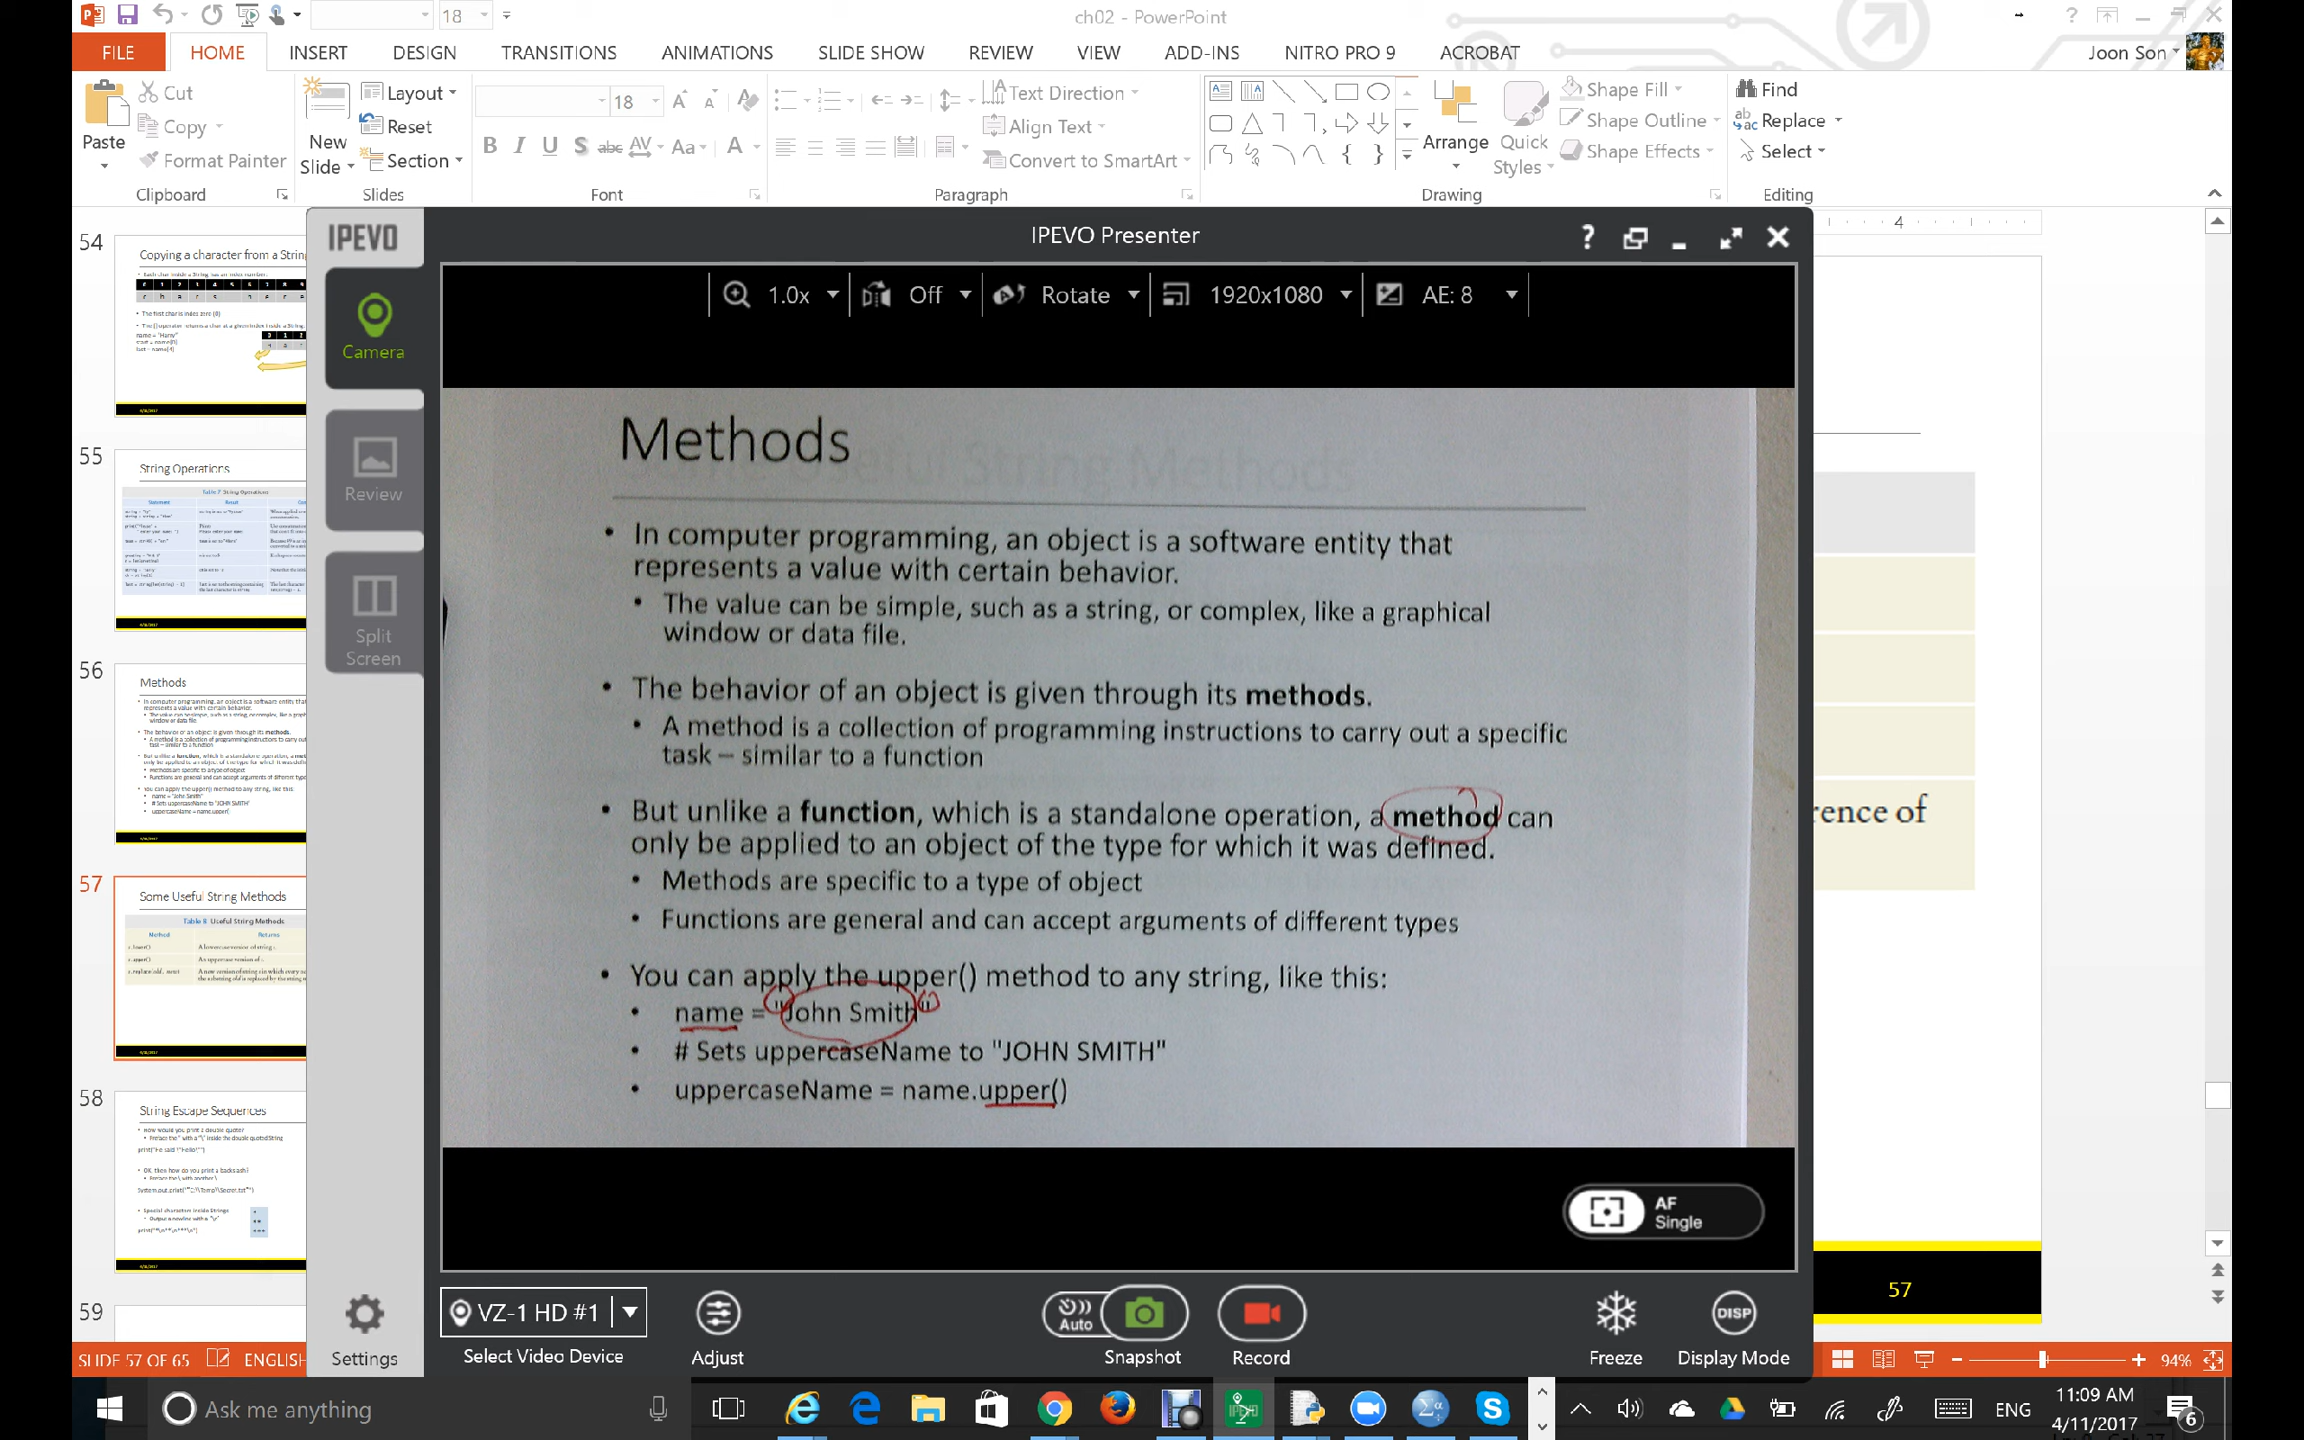 ch02 - PowerPoint
18
FILE
HOME
INSERT
DESIGN
TRANSITIONS
ANIMATIONS
SLIDE SHOW
REVIEW
VIEW
ADD-INS
NITRO PRO 9
ACROBAT
Joon Son
Paste
Cut
Copy
Format Painter
Clipboard
New
Slide
Layout
Reset
Section
Slides
18
Font
Text Direction
Align Text
Convert to SmartArt
Paragraph
Arrange
Quick
Styles
Shape Fill
Shape Outline
Shape Effects
Drawing
Find
Replace
Select
Editing
54
Copying a character from a Strin
55
String Operations
56
Methods
57
Some Useful String Methods
Table 8 Useful String Methods
Method Returns
58
String Escape Sequences
59
IPEVO
IPEVO Presenter
Camera
Review
Split
Screen
Settings
1.0x
Off
Rotate
1920x1080
AE: 8
Methods
• In computer programming, an object is a software entity that
represents a value with certain behavior.
• The value can be simple, such as a string, or complex, like a graphical
window or data file.
• The behavior of an object is given through its methods.
• A method is a collection of programming instructions to carry out a specific
task – similar to a function
• But unlike a function, which is a standalone operation, a method can
only be applied to an object of the type for which it was defined.
• Methods are specific to a type of object
• Functions are general and can accept arguments of different types
• You can apply the upper() method to any string, like this:
• name = "John Smith"
• # Sets uppercaseName to "JOHN SMITH"
• uppercaseName = name.upper()
AF
Single
VZ-1 HD #1
Select Video Device
Adjust
Auto
Snapshot
Record
Freeze
DISP
Display Mode
4
rence of
57
SLIDE 57 OF 65
ENGLISH
94%
Ask me anything
ENG
11:09 AM
4/11/2017
6